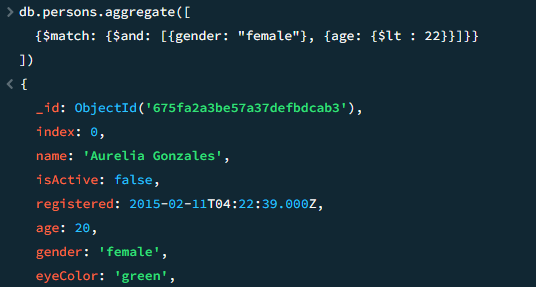 > db.persons.aggregate([
{$match: {$and: [{gender: "female"}, {age: {$lt : 22}}]}}
])
< {
_id: ObjectId('675fa2a3be57a37defbdcab3'),
index: 0,
name: 'Aurelia Gonzales',
isActive: false,
registered: 2015-02-11T04:22:39.000Z,
age: 20,
gender: 'female',
eyeColor: 'green',